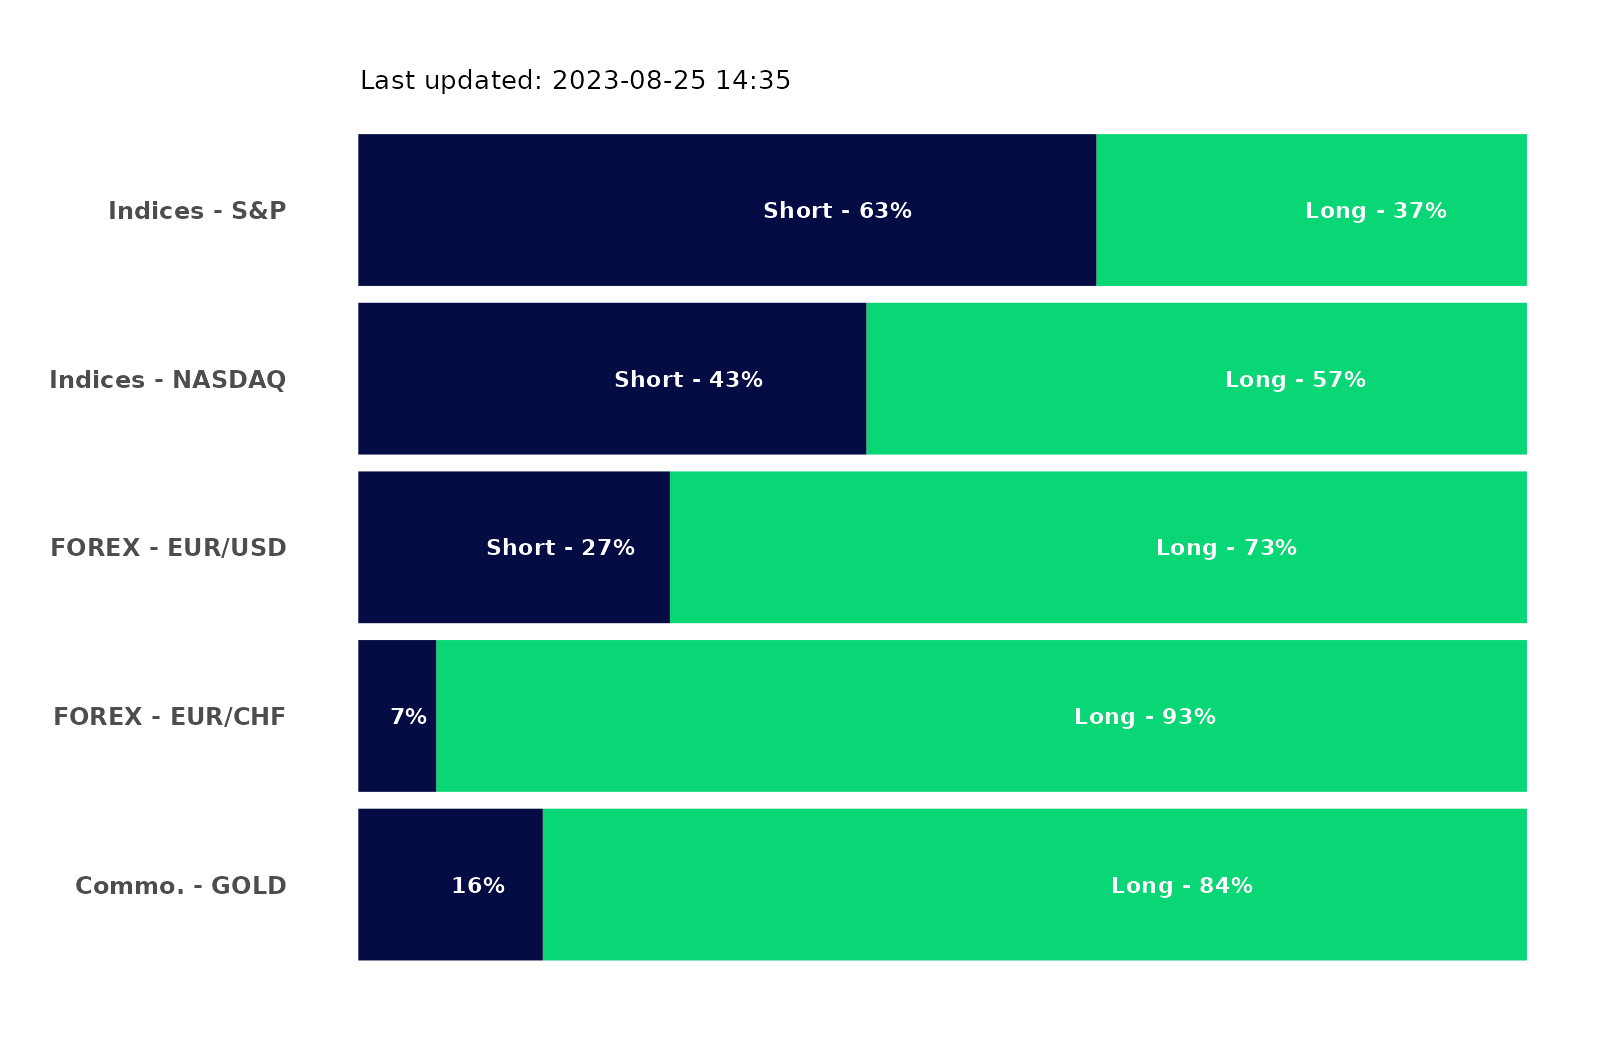 Last updated: 2023-08-25 14:35
Indices - S&P Short - 63% Long - 37%
Indices - NASDAQ Short - 43% Long - 57%
FOREX - EUR/USD Short - 27% Long - 73%
FOREX - EUR/CHF 7% Long - 93%
Commo. - GOLD 16% Long - 84%